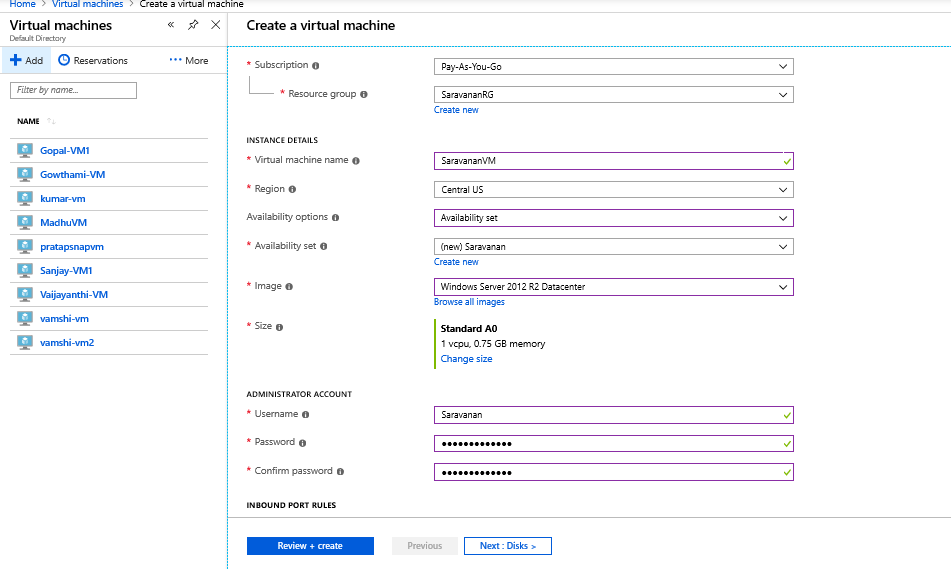 Home > Virtual machines > Create a virtual machine
Virtual machines
Default Directory
Add Reservations ··· More
Filter by name...
NAME
Gopal-VM1
Gowthami-VM
kumar-vm
MadhuVM
pratapsnapvm
Sanjay-VM1
Vaijayanthi-VM
vamshi-vm
vamshi-vm2
Create a virtual machine
* Subscription Pay-As-You-Go
* Resource group SaravananRG
Create new
INSTANCE DETAILS
* Virtual machine name SaravananVM
* Region Central US
Availability options Availability set
* Availability set (new) Saravanan
Create new
* Image Windows Server 2012 R2 Datacenter
Browse all images
* Size Standard A0
1 vcpu, 0.75 GB memory
Change size
ADMINISTRATOR ACCOUNT
* Username Saravanan
* Password •••••••••••••
* Confirm password •••••••••••••
INBOUND PORT RULES
Review + create Previous Next : Disks >